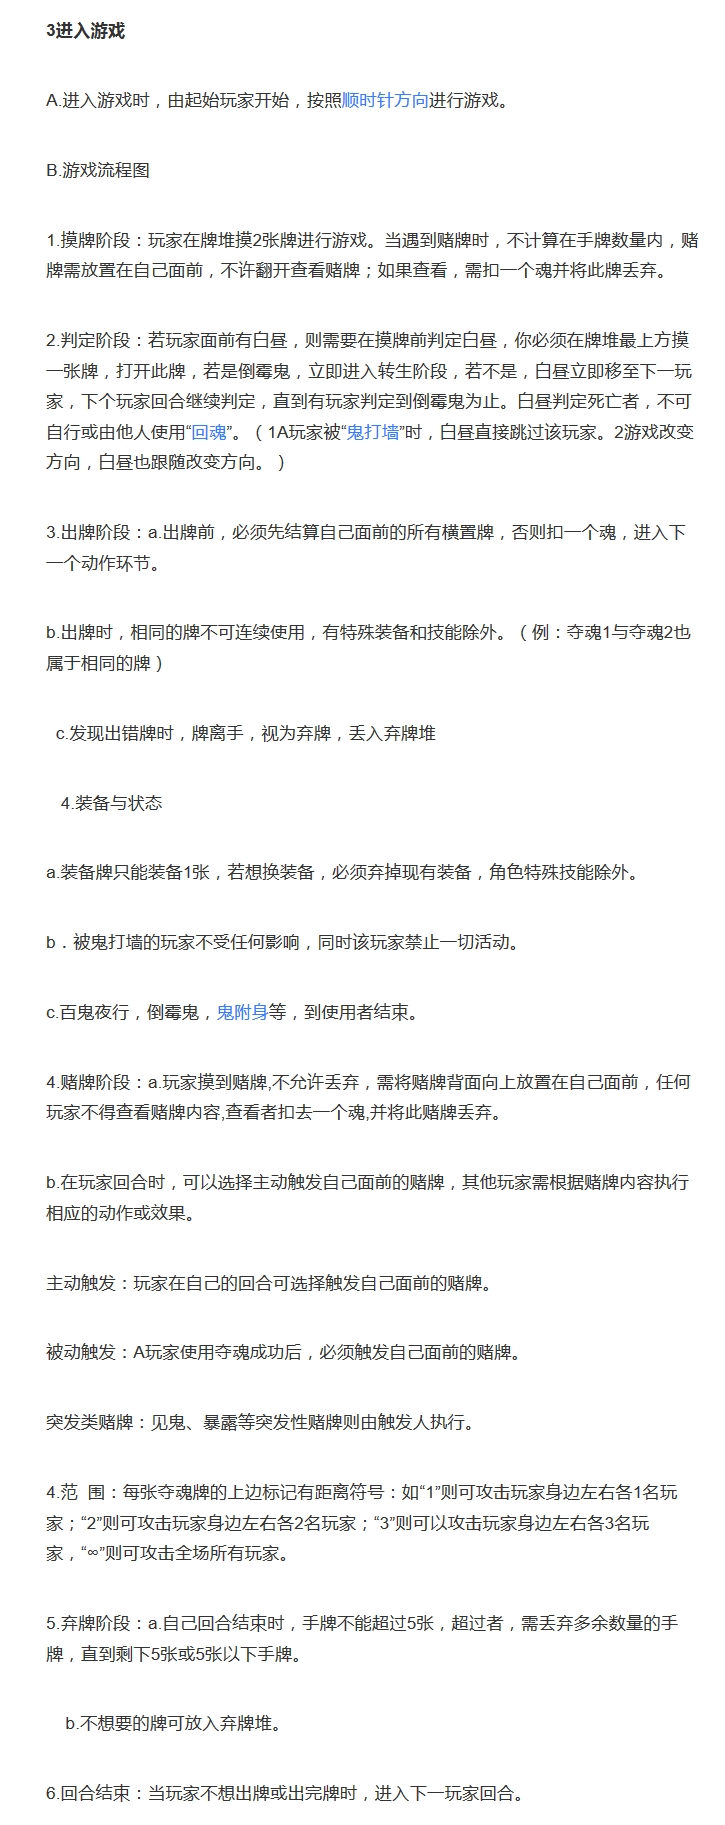 3进入游戏
A.进入游戏时，由起始玩家开始，按照顺时针方向进行游戏。
B.游戏流程图
1.摸牌阶段：玩家在牌堆摸2张牌进行游戏。当遇到赌牌时，不计算在手牌数量内，赌
牌需放置在自己面前，不许翻开查看赌牌；如果查看，需扣一个魂并将此牌丢弃。
2.判定阶段：若玩家面前有白昼，则需要在摸牌前判定白昼，你必须在牌堆最上方摸
一张牌，打开此牌，若是倒霉鬼，立即进入转生阶段，若不是，白昼立即移至下一玩
家，下个玩家回合继续判定，直到有玩家判定到倒霉鬼为止。白昼判定死亡者，不可
自行或由他人使用“回魂”。（1A玩家被“鬼打墙”时，白昼直接跳过该玩家。2游戏改变
方向，白昼也跟随改变方向。）
3.出牌阶段：a.出牌前，必须先结算自己面前的所有横置牌，否则扣一个魂，进入下
一个动作环节。
b.出牌时，相同的牌不可连续使用，有特殊装备和技能除外。（例：夺魂1与夺魂2也
属于相同的牌）
c.发现出错牌时，牌离手，视为弃牌，丢入弃牌堆
4.装备与状态
a.装备牌只能装备1张，若想换装备，必须弃掉现有装备，角色特殊技能除外。
b．被鬼打墙的玩家不受任何影响，同时该玩家禁止一切活动。
c.百鬼夜行，倒霉鬼，鬼附身等，到使用者结束。
4.赌牌阶段：a.玩家摸到赌牌,不允许丢弃，需将赌牌背面向上放置在自己面前，任何
玩家不得查看赌牌内容,查看者扣去一个魂,并将此赌牌丢弃。
b.在玩家回合时，可以选择主动触发自己面前的赌牌，其他玩家需根据赌牌内容执行
相应的动作或效果。
主动触发：玩家在自己的回合可选择触发自己面前的赌牌。
被动触发：A玩家使用夺魂成功后，必须触发自己面前的赌牌。
突发类赌牌：见鬼、暴露等突发性赌牌则由触发人执行。
4.范 围：每张夺魂牌的上边标记有距离符号：如“1”则可攻击玩家身边左右各1名玩
家；“2”则可攻击玩家身边左右各2名玩家；“3”则可以攻击玩家身边左右各3名玩
家，“∞”则可攻击全场所有玩家。
5.弃牌阶段：a.自己回合结束时，手牌不能超过5张，超过者，需丢弃多余数量的手
牌，直到剩下5张或5张以下手牌。
b.不想要的牌可放入弃牌堆。
6.回合结束：当玩家不想出牌或出完牌时，进入下一玩家回合。